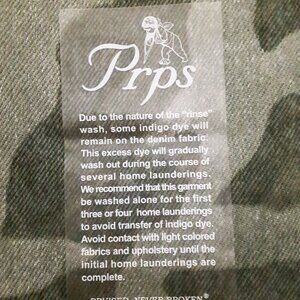 Prps
Due to the nature of the "rinse"
wash, some indigo dye will
remain on the denim fabric.
This excess dye will gradually
wash out during the course of
several home launderings.
We recommend that this garment
be washed alone for the first
three or four home launderings
to avoid transfer of indigo dye.
Avoid contact with light colored
fabrics and upholstery until the
initial home launderings are
complete.
BRUISED, NEVER BROKEN